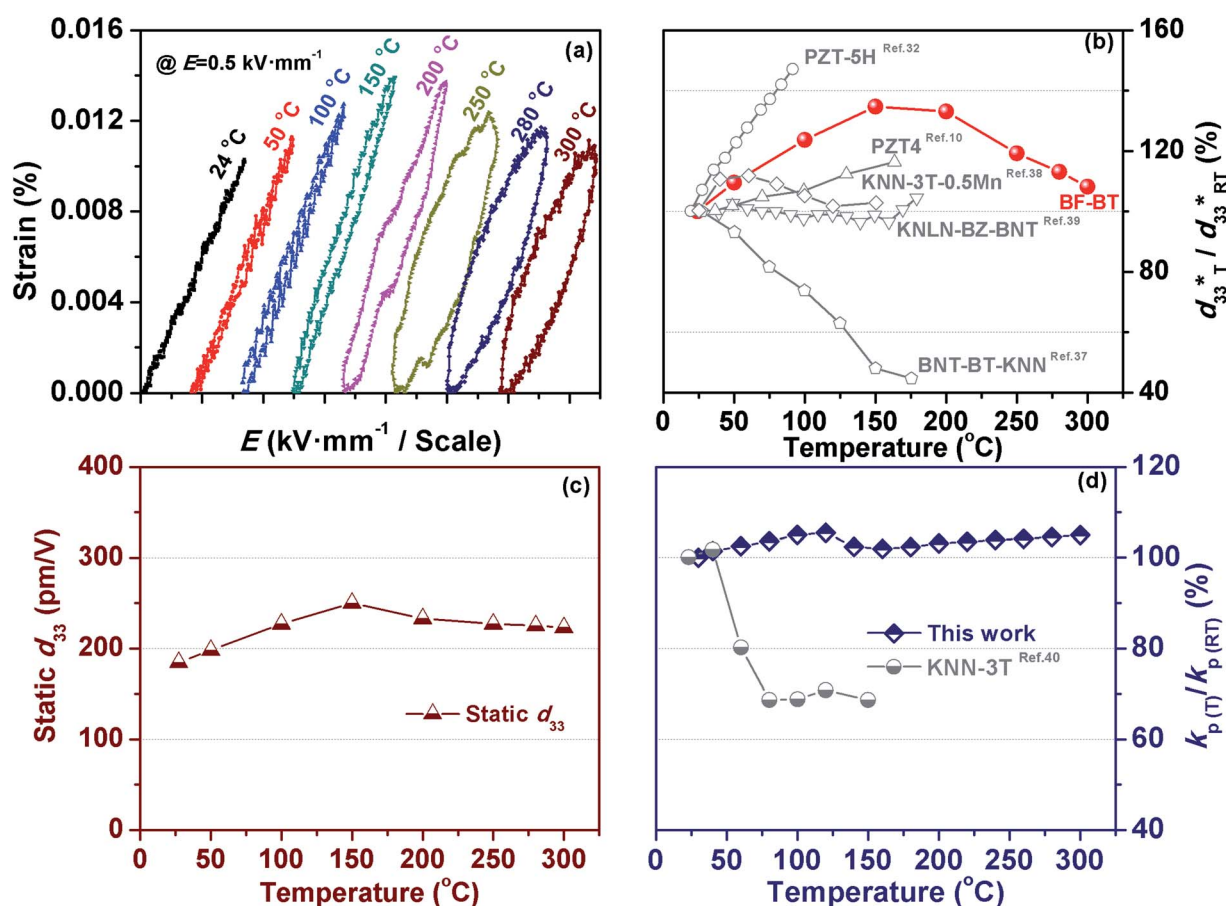 (a)
@ E=0.5 kV·mm-1
24 °C
50 °C
100 °C
150 °C
200 °C
250 °C
280 °C
300 °C
0.016
0.012
0.008
0.004
0.000
Strain (%)
E (kV·mm-1 / Scale)
(b)
PZT-5H Ref.32
PZT4 Ref.10
KNN-3T-0.5Mn Ref.38
BF-BT
KNLN-BZ-BNT Ref.39
BNT-BT-KNN Ref.37
160
120
80
40
d33*T / d33*RT (%)
0 50 100 150 200 250 300
Temperature (°C)
(c)
400
300
200
100
0
Static d33 (pm/V)
Static d33
0 50 100 150 200 250 300
Temperature (°C)
(d)
This work
KNN-3T Ref.40
120
100
80
60
40
kp (T)/kp (RT) (%)
0 50 100 150 200 250 300
Temperature (°C)